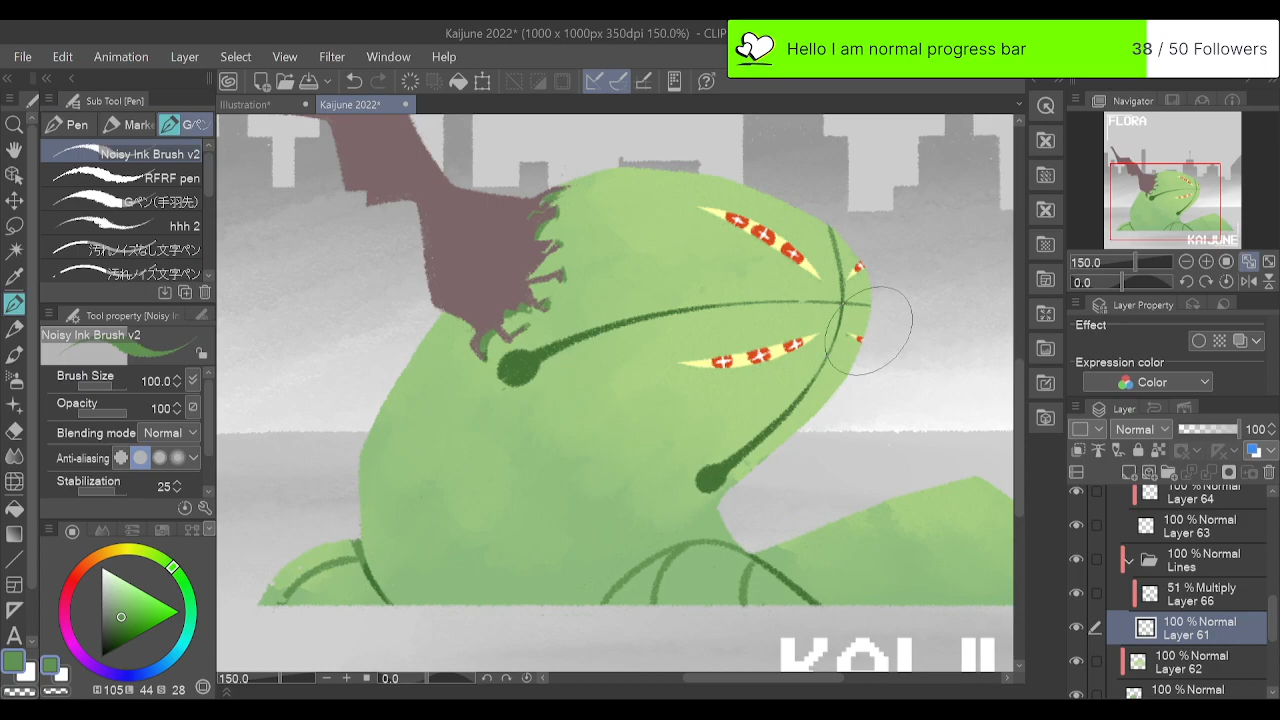 Kaijune 2022* (1000 x 1000px 350dpi 150.0%)  - CLIP
Hello I am normal progress bar
38 / 50 Followers
File Edit Animation Layer Select View Filter Window Help
Sub Tool [Pen]
Illustration*
Kaijune 2022*
Navigator
Pen
Mark
Gペン
Noisy Ink Brush v2
RFRF pen
Gペン(手羽先)
hhh 2
汚れノイズなし文字ペン
汚れノイズ文字ペン
FLORA
KAIJUNE
150.0
0.0
Tool property [Noisy In
Noisy Ink Brush v2
Brush Size 100.0
Opacity 100
Blending mode Normal
Anti-aliasing
Stabilization 25
Layer Property
Effect
Expression color
Color
Layer
Normal 100
100 % Normal
Layer 64
100 % Normal
Layer 63
100 % Normal
Lines
51 % Multiply
Layer 66
100 % Normal
Layer 61
100 % Normal
Layer 62
100 % Normal
A
H 105 L 44 S 28
150.0
0.0